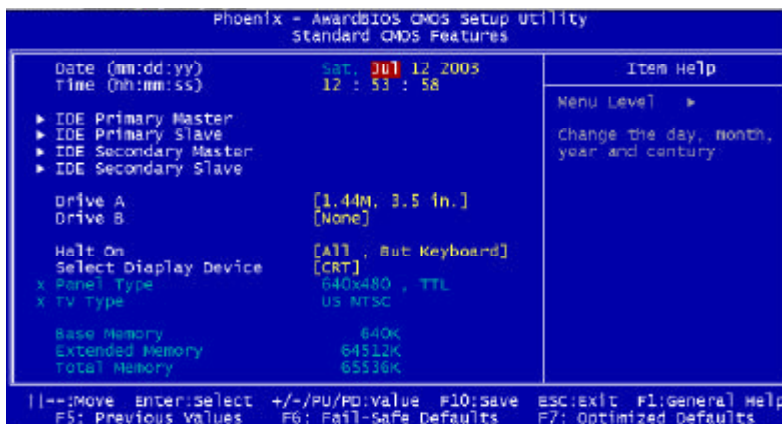 Phoenix - AwardBIOS CMOS Setup Utility
Standard CMOS Features
Date (mm:dd:yy) Sat, Jul 12 2003
Time (hh:mm:ss) 12 : 53 : 58
► IDE Primary Master
► IDE Primary Slave
► IDE Secondary Master
► IDE Secondary Slave
Drive A [1.44M, 3.5 in.]
Drive B [None]
Halt On [All , But Keyboard]
Select Diaplay Device [CRT]
x Panel Type 640x480 , TTL
x TV Type US NTSC
Base Memory 640K
Extended Memory 64512K
Total Memory 65536K
Item Help
Menu Level ►
Change the day, month,
year and century
||--:Move Enter:Select +/-/PU/PD:Value F10:Save ESC:Exit F1:General Help
F5: Previous Values F6: Fail-Safe Defaults F7: Optimized Defaults